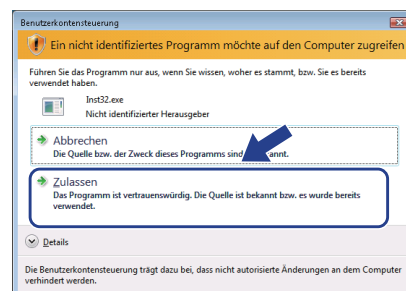 Benutzerkontensteuerung
Ein nicht identifiziertes Programm möchte auf den Computer zugreifen
Führen Sie das Programm nur aus, wenn Sie wissen, woher es stammt, bzw. Sie es bereits
verwendet haben.
Inst32.exe
Nicht identifizierter Herausgeber
Abbrechen
Die Quelle bzw. der Zweck dieses Programms sind
Zulassen
Das Programm ist vertrauenswürdig. Die Quelle ist bekannt bzw. es wurde bereits
verwendet.
Details
Die Benutzerkontensteuerung trägt dazu bei, dass nicht autorisierte Änderungen an dem Computer
verhindert werden.